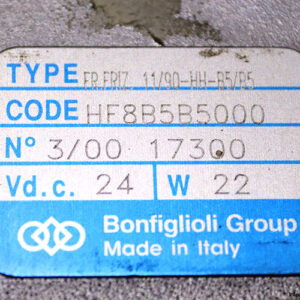 TYPE FR.FRIZ. 11/90-HH-B5/B5
CODE HF8B5B5000
N° 3/00 17300
Vd.c. 24 W 22
Bonfiglioli Group
Made in Italy